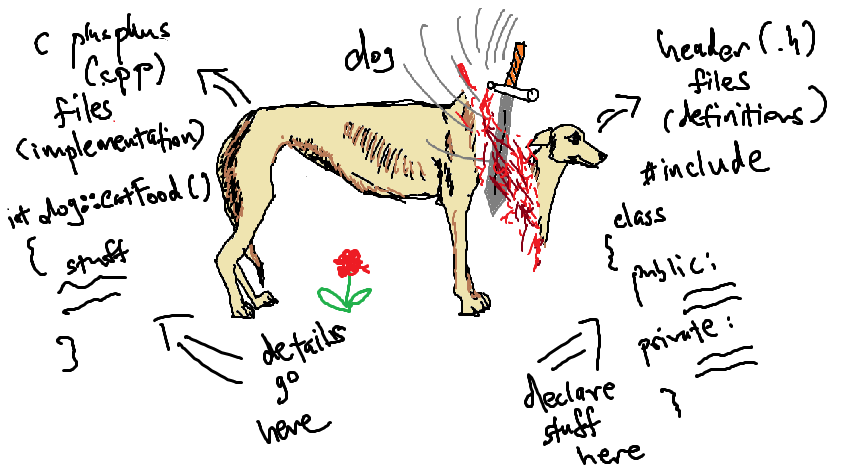 C plusplus
(.cpp)
files
(implementation)
int dog::eatFood()
{
stuff
}
details
go
here
dog
header (.h)
files
(definitions)
#include
class
{
public:
private:
}
declare
stuff
here